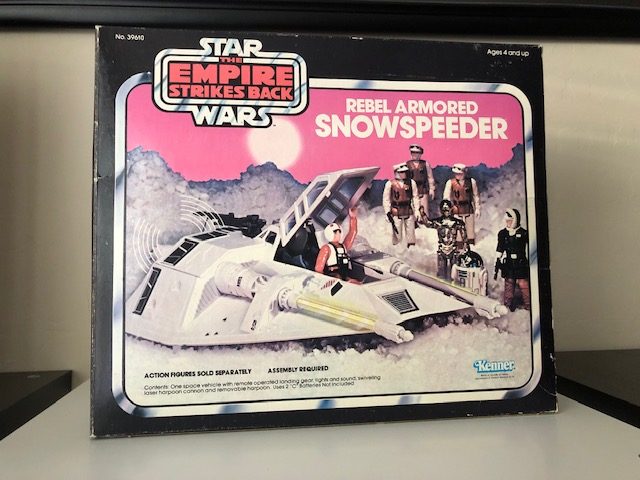 No. 39610
Ages 4 and up
STAR
THE
EMPIRE
STRIKES BACK
WARS
REBEL ARMORED
SNOWSPEEDER
ACTION FIGURES SOLD SEPARATELY ASSEMBLY REQUIRED
Contents: One space vehicle with remote operated landing gear, lights and sound, swiveling
laser harpoon cannon and removable harpoon. Uses 2 "C" Batteries Not Included
Kenner